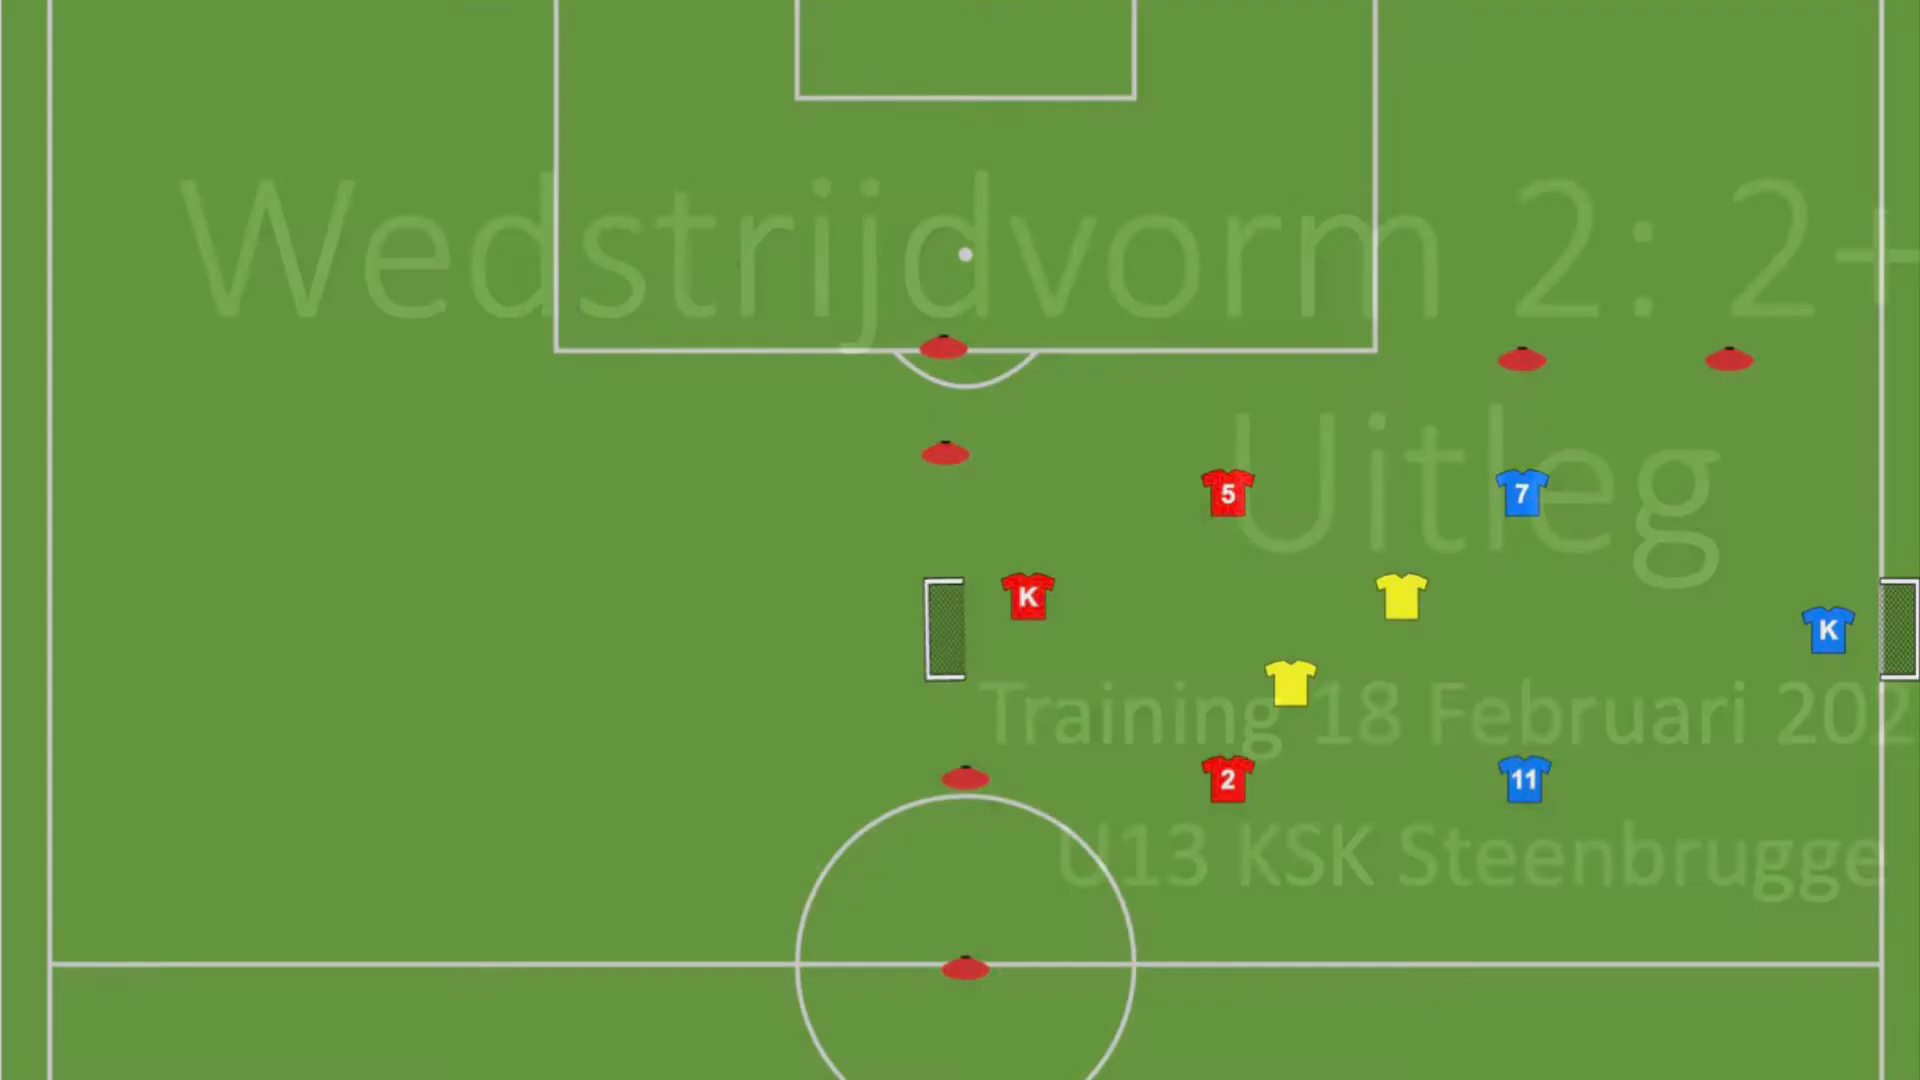 Wedstrijdvorm 2: 2+
Uitleg
5
7
K
K
Training 18 Februari 202
2
11
U13 KSK Steenbrugge